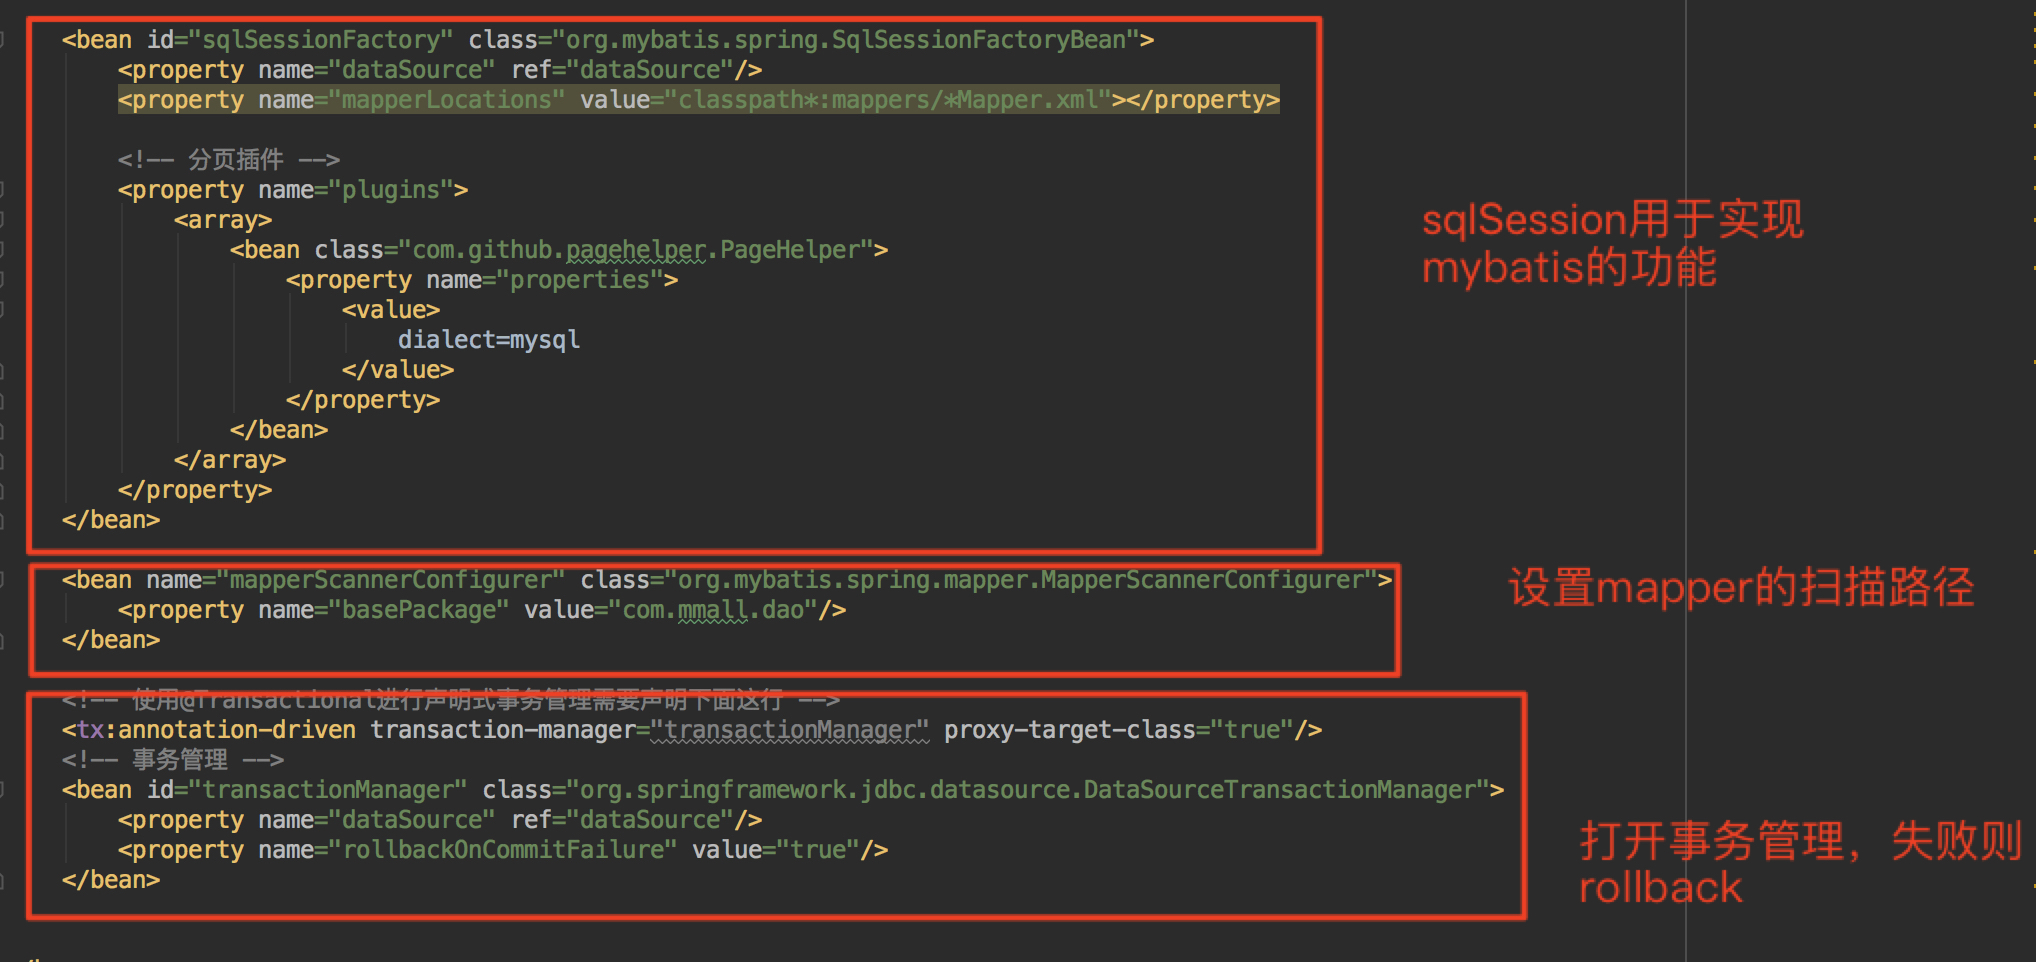 <bean id="sqlSessionFactory" class="org.mybatis.spring.SqlSessionFactoryBean">
<property name="dataSource" ref="dataSource"/>
<property name="mapperLocations" value="classpath*:mappers/*Mapper.xml"></property>
<!-- 分页插件 -->
<property name="plugins">
<array>
<bean class="com.github.pagehelper.PageHelper">
<property name="properties">
<value>
dialect=mysql
</value>
</property>
</bean>
</array>
</property>
</bean>
sqlSession用于实现
mybatis的功能
<bean name="mapperScannerConfigurer" class="org.mybatis.spring.mapper.MapperScannerConfigurer">
<property name="basePackage" value="com.mmall.dao"/>
</bean>
设置mapper的扫描路径
<!-- 使用@Transactional进行声明式事务管理需要声明下面这行 -->
<tx:annotation-driven transaction-manager="transactionManager" proxy-target-class="true"/>
<!-- 事务管理 -->
<bean id="transactionManager" class="org.springframework.jdbc.datasource.DataSourceTransactionManager">
<property name="dataSource" ref="dataSource"/>
<property name="rollbackOnCommitFailure" value="true"/>
</bean>
打开事务管理，失败则
rollback